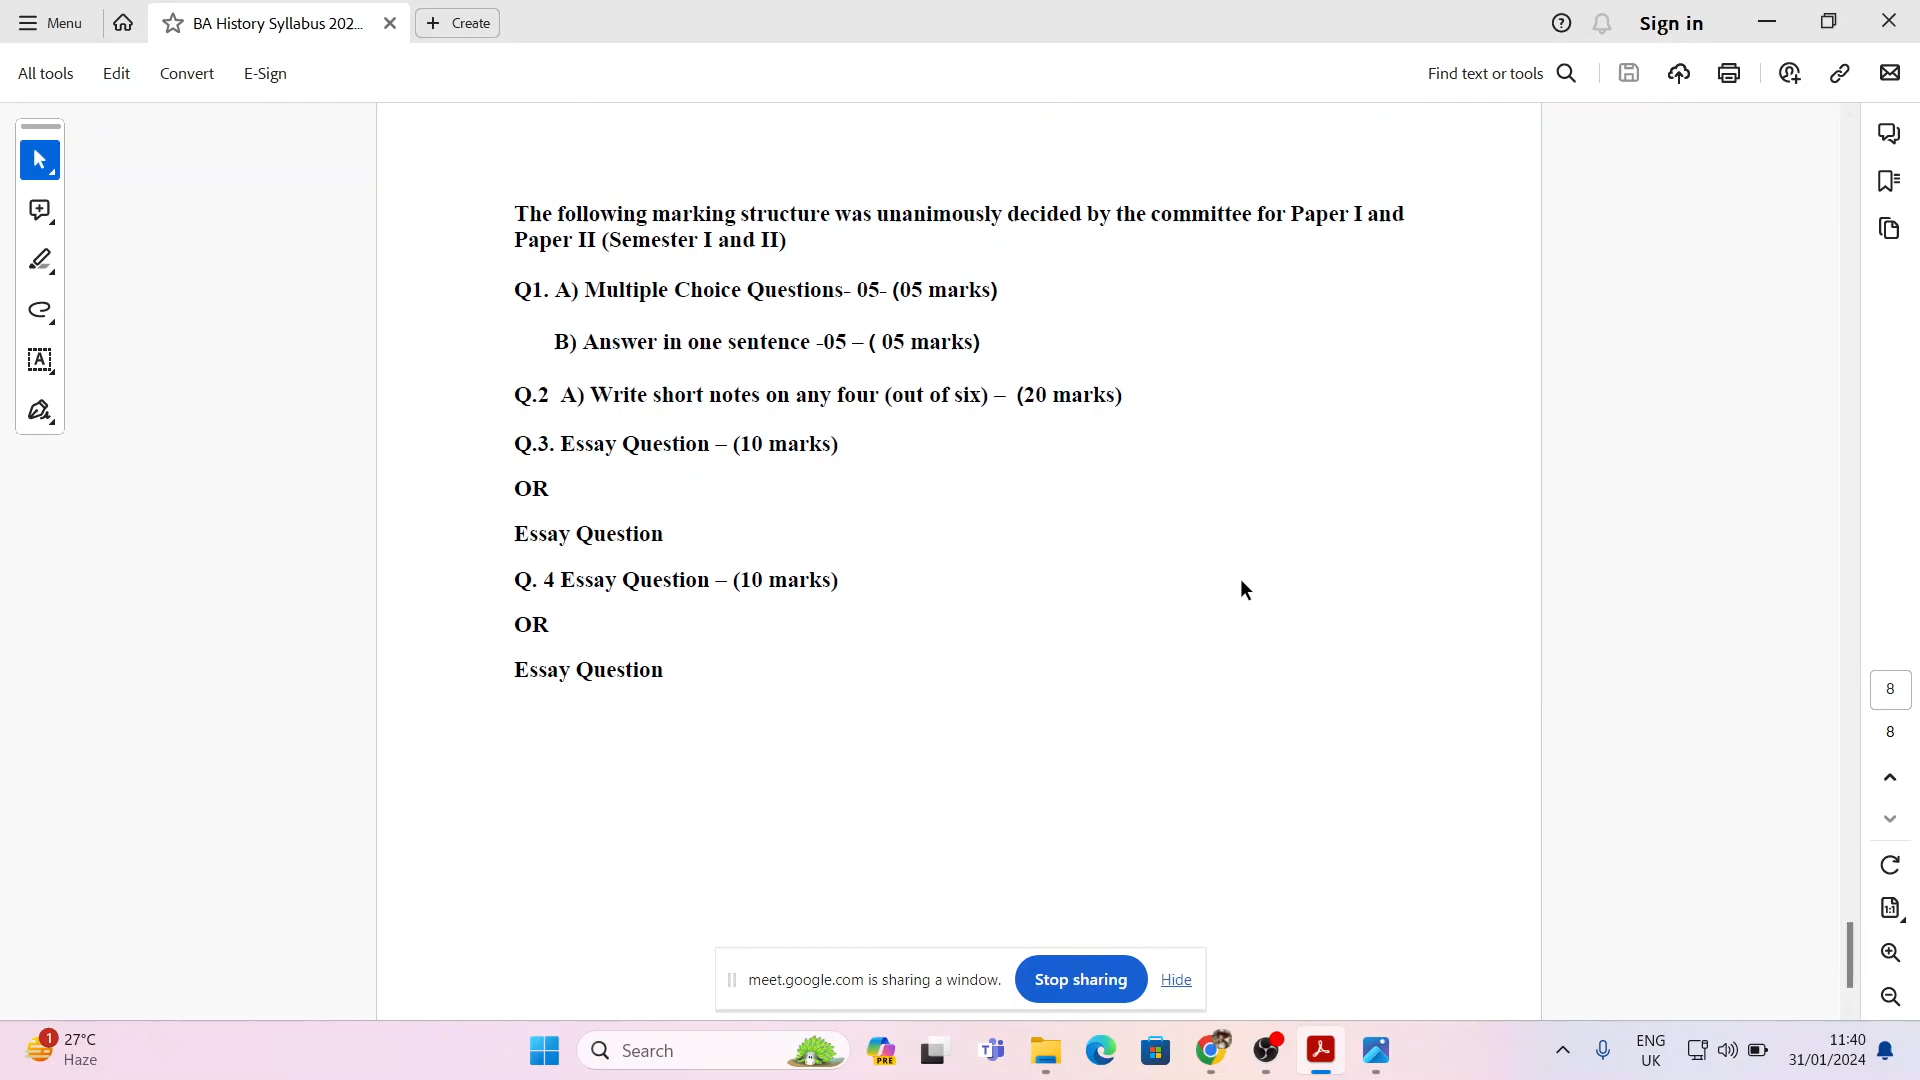 Menu
BA History Syllabus 202...
Create
Sign in
All tools
Edit
Convert
E-Sign
Find text or tools
The following marking structure was unanimously decided by the committee for Paper I and
Paper II (Semester I and II)
Q1. A) Multiple Choice Questions- 05- (05 marks)
B) Answer in one sentence -05 – ( 05 marks)
Q.2 A) Write short notes on any four (out of six) – (20 marks)
Q.3. Essay Question – (10 marks)
OR
Essay Question
Q. 4 Essay Question – (10 marks)
OR
Essay Question
8
8
1:1
meet.google.com is sharing a window.
Stop sharing
Hide
1
27°C
Haze
Search
PRE
ENG
UK
11:40
31/01/2024